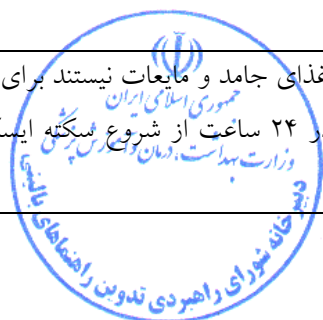 غذای جامد و مایعات نیستند برای
جمهوری اسلامی ایران
ر ۲۴ ساعت از شروع سکته ایسک
وزارت بهداشت، درمان و آموزش پزشکی
دبیرخانه شورای راهبردی تدوین راهنماهای بالینی